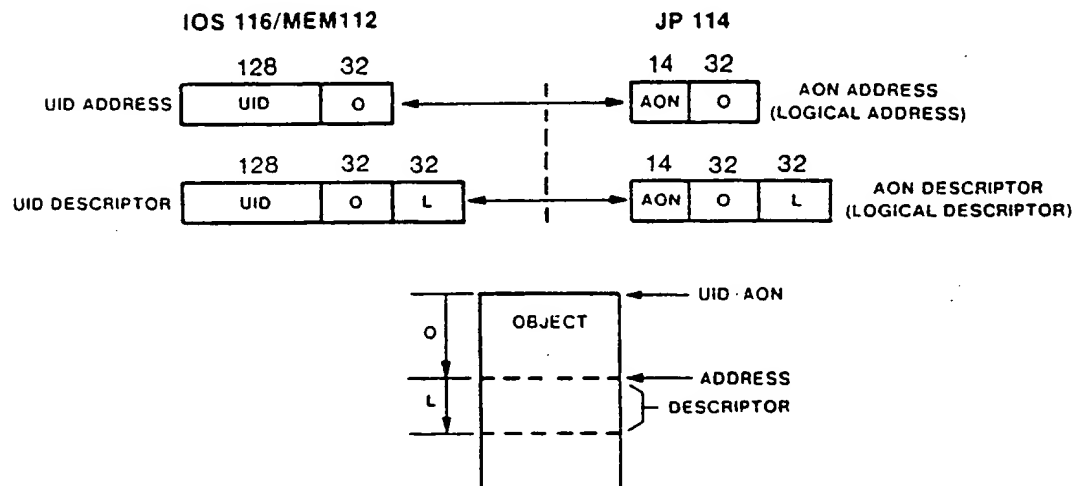 IOS 116/MEM112
JP 114
128 32
14 32
UID ADDRESS UID O
AON O AON ADDRESS
(LOGICAL ADDRESS)
128 32 32
14 32 32
UID DESCRIPTOR UID O L
AON O L AON DESCRIPTOR
(LOGICAL DESCRIPTOR)
UID·AON
OBJECT
O
ADDRESS
L
DESCRIPTOR